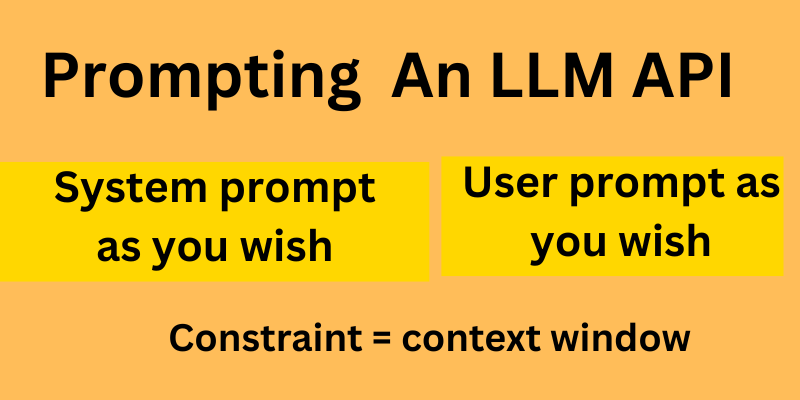 Prompting An LLM API
System prompt
as you wish
User prompt as
you wish
Constraint = context window